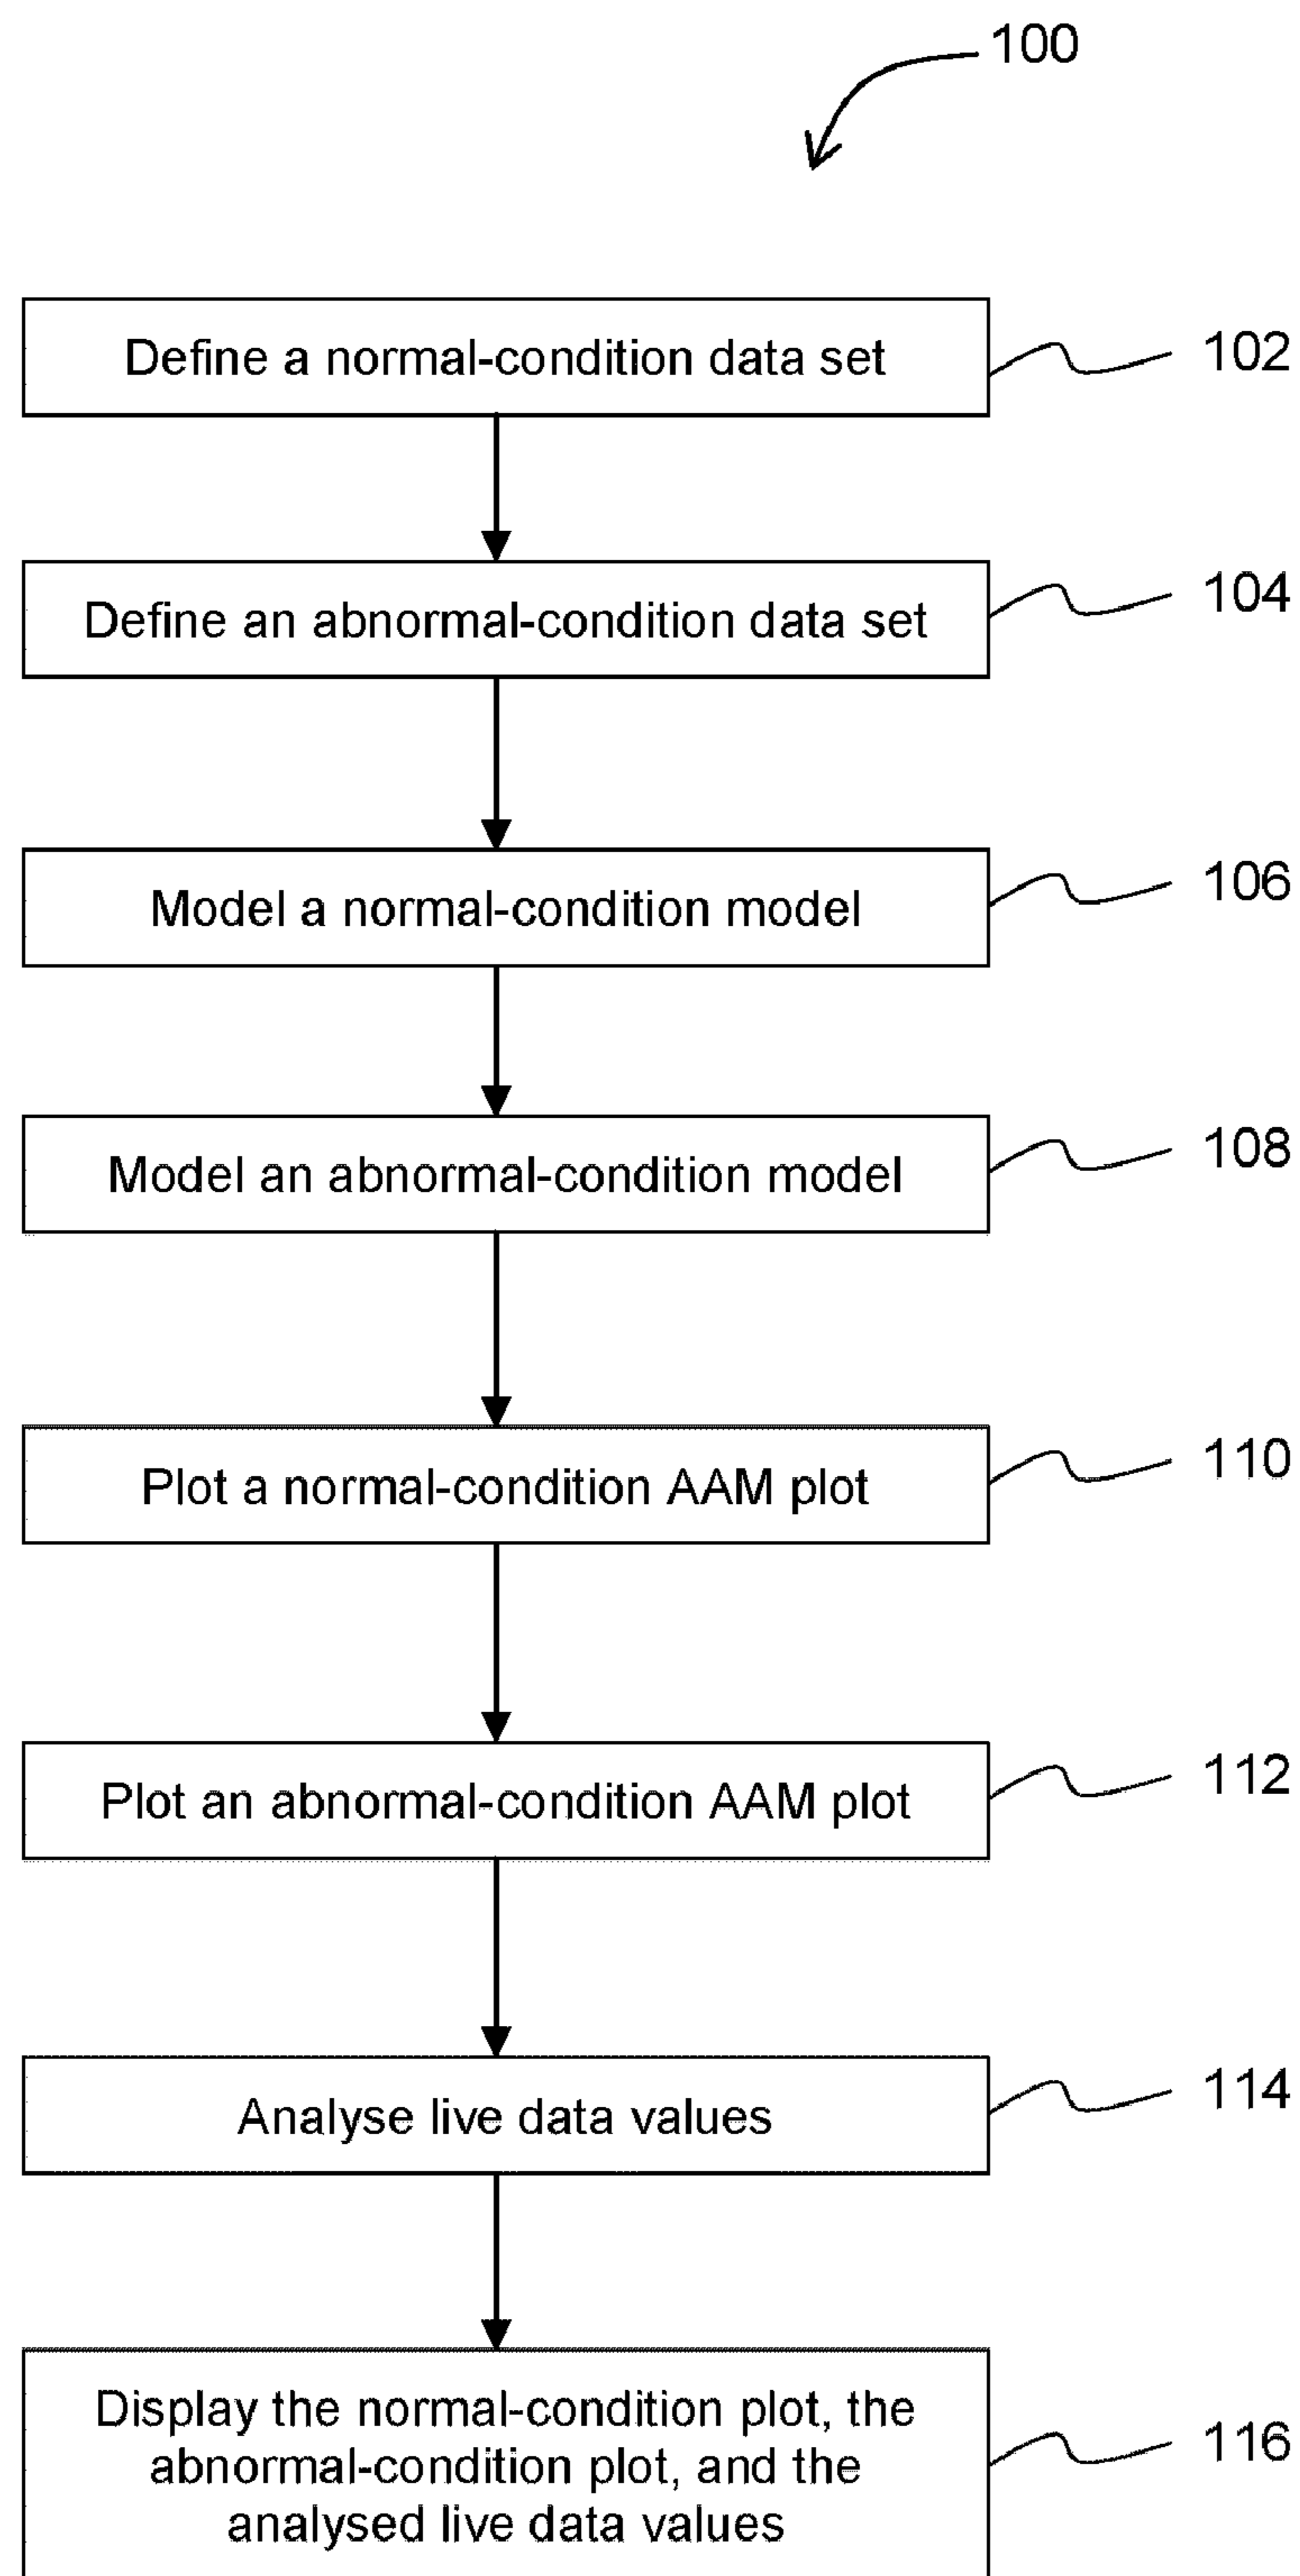 100
Define a normal-condition data set
102
Define an abnormal-condition data set
104
Model a normal-condition model
106
Model an abnormal-condition model
108
Plot a normal-condition AAM plot
110
Plot an abnormal-condition AAM plot
112
Analyse live data values
114
Display the normal-condition plot, the
abnormal-condition plot, and the
analysed live data values
116